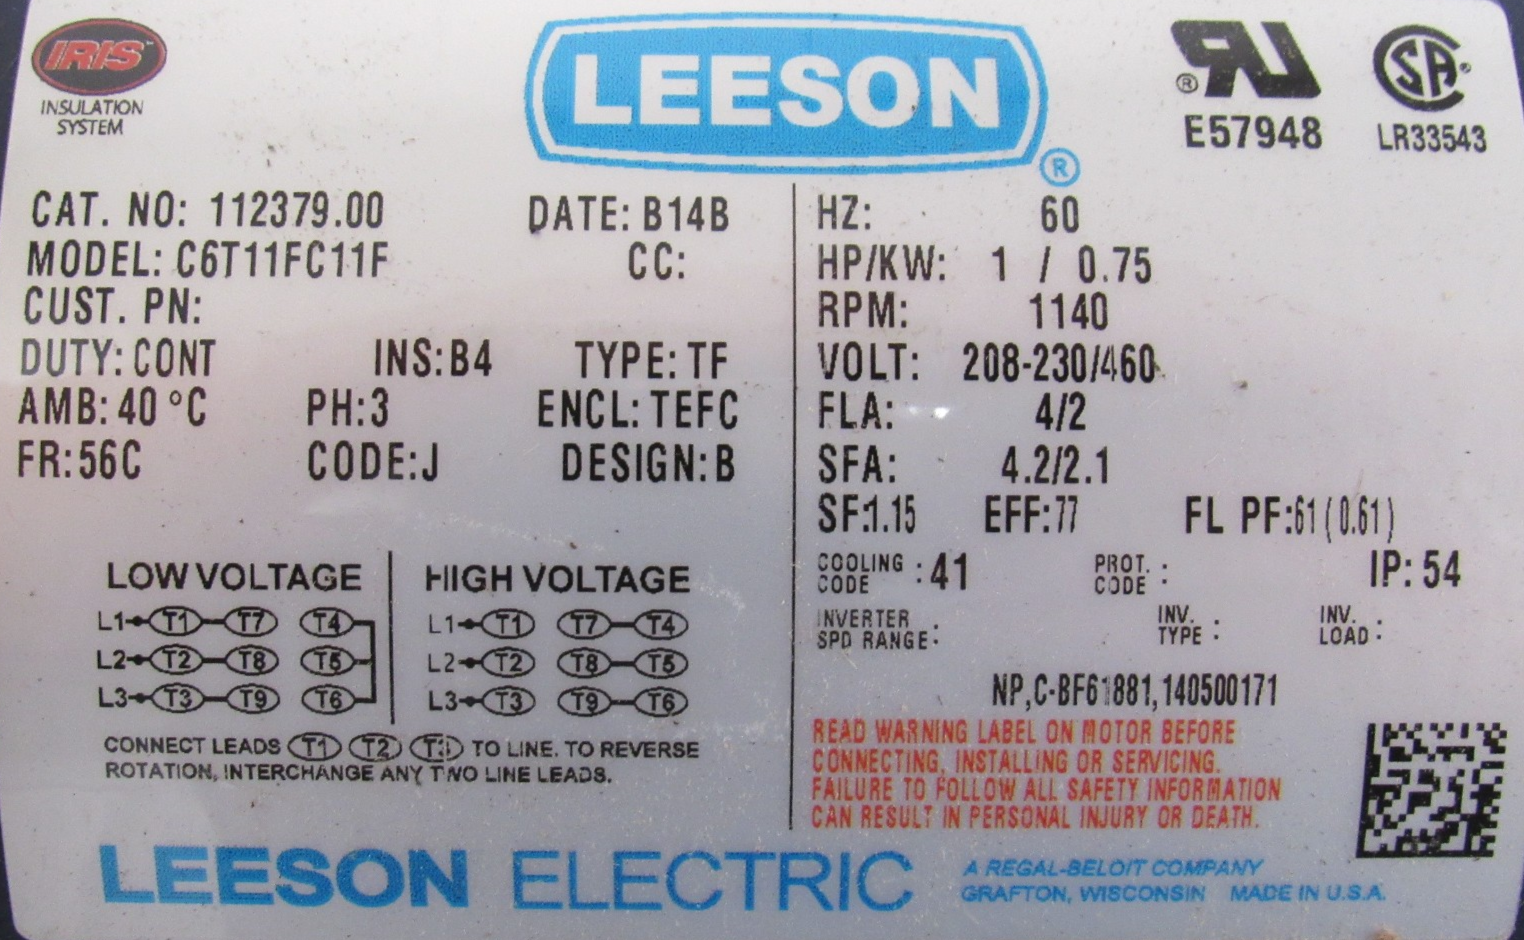 IRIS™
INSULATION
SYSTEM
LEESON®
E57948
LR33543
CAT. NO: 112379.00 DATE: B14B
MODEL: C6T11FC11F CC:
CUST. PN:
DUTY: CONT INS:B4 TYPE: TF
AMB: 40 °C PH:3 ENCL: TEFC
FR:56C CODE:J DESIGN:B
LOW VOLTAGE
L1 T1 T7 T4
L2 T2 T8 T5
L3 T3 T9 T6
HIGH VOLTAGE
L1 T1 T7 T4
L2 T2 T8 T5
L3 T3 T9 T6
CONNECT LEADS T1 T2 T3 TO LINE. TO REVERSE
ROTATION, INTERCHANGE ANY TWO LINE LEADS.
HZ: 60
HP/KW: 1 / 0.75
RPM: 1140
VOLT: 208-230/460
FLA: 4/2
SFA: 4.2/2.1
SF:1.15 EFF:77 FL PF:61(0.61)
COOLING CODE :41 PROT. CODE : IP: 54
INVERTER SPD RANGE: INV. TYPE : INV. LOAD :
NP,C-BF61881,140500171
READ WARNING LABEL ON MOTOR BEFORE
CONNECTING, INSTALLING OR SERVICING.
FAILURE TO FOLLOW ALL SAFETY INFORMATION
CAN RESULT IN PERSONAL INJURY OR DEATH.
LEESON ELECTRIC
A REGAL-BELOIT COMPANY
GRAFTON, WISCONSIN MADE IN U.S.A.